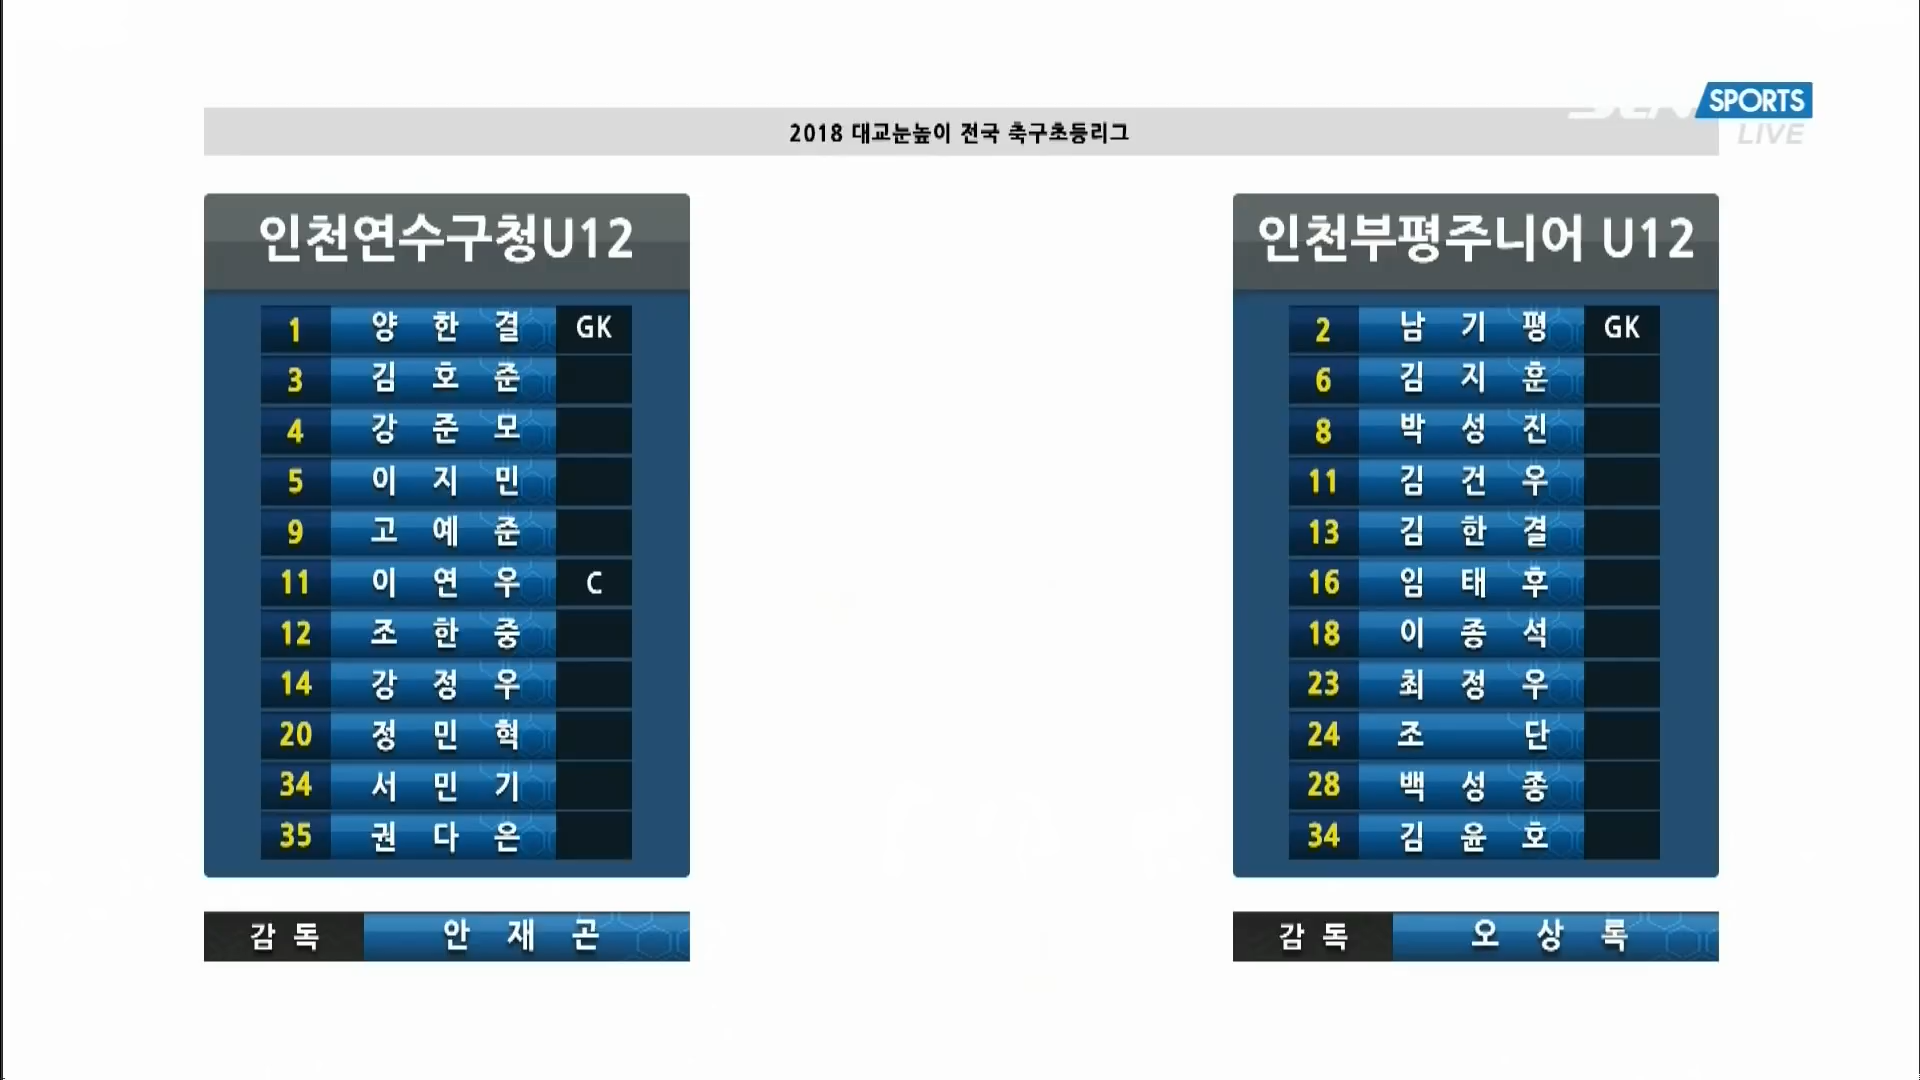 SPORTS
LIVE
2018 대교눈높이 전국 축구초등리그
인천연수구청U12
1 양한결 GK
3 김호준
4 강준모
5 이지민
9 고예준
11 이연우 C
12 조한중
14 강정우
20 정민혁
34 서민기
35 권다은
감독 안재곤
인천부평주니어 U12
2 남기평 GK
6 김지훈
8 박성진
11 김건우
13 김한결
16 임태후
18 이종석
23 최정우
24 조단
28 백성종
34 김윤호
감독 오상록